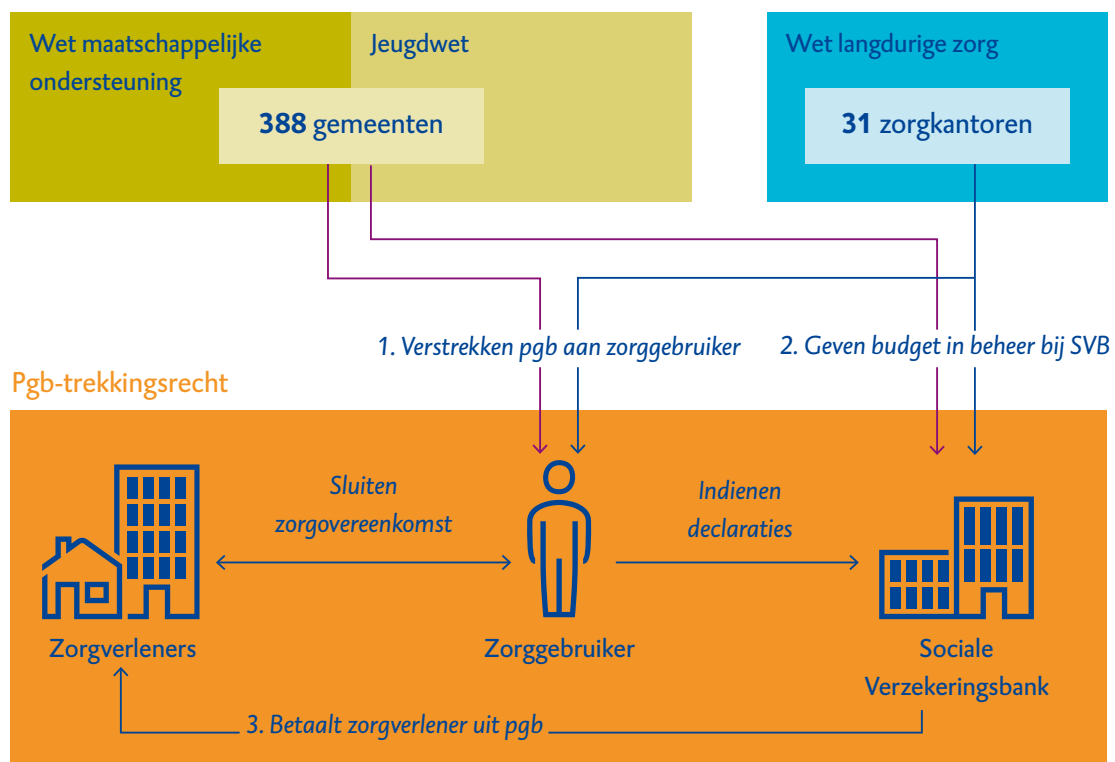 Wet maatschappelijke
ondersteuning
Jeugdwet
388 gemeenten
Wet langdurige zorg
31 zorgkantoren
1. Verstrekken pgb aan zorggebruiker
2. Geven budget in beheer bij SVB
Pgb-trekkingsrecht
Sluiten
zorgovereenkomst
Indienen
declaraties
Zorgverleners
Zorggebruiker
Sociale
Verzekeringsbank
3. Betaalt zorgverlener uit pgb